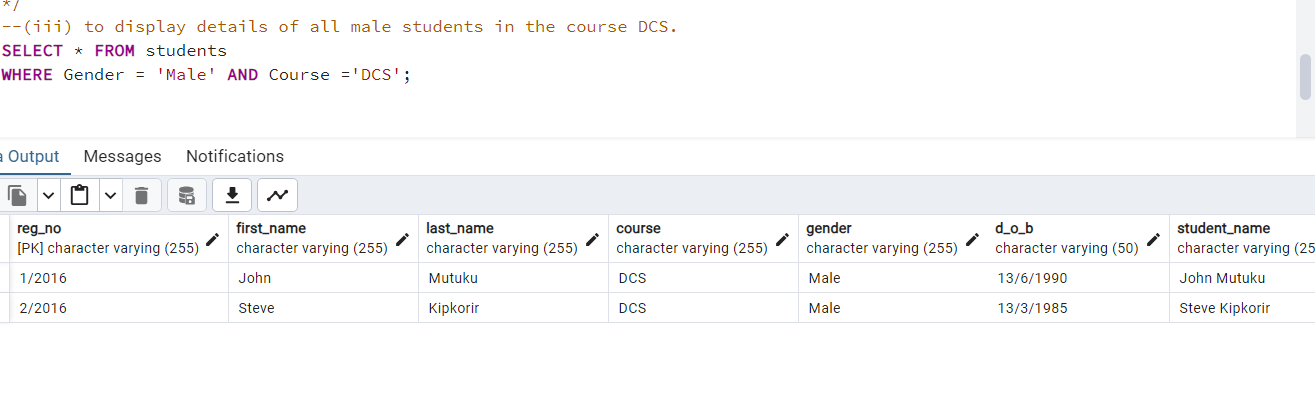 */
--(iii) to display details of all male students in the course DCS.
SELECT * FROM students
WHERE Gender = 'Male' AND Course ='DCS';
Output Messages Notifications
reg_no first_name last_name course gender d_o_b student_name
[PK] character varying (255) character varying (255) character varying (255) character varying (255) character varying (255) character varying (50) character varying (25
1/2016 John Mutuku DCS Male 13/6/1990 John Mutuku
2/2016 Steve Kipkorir DCS Male 13/3/1985 Steve Kipkorir